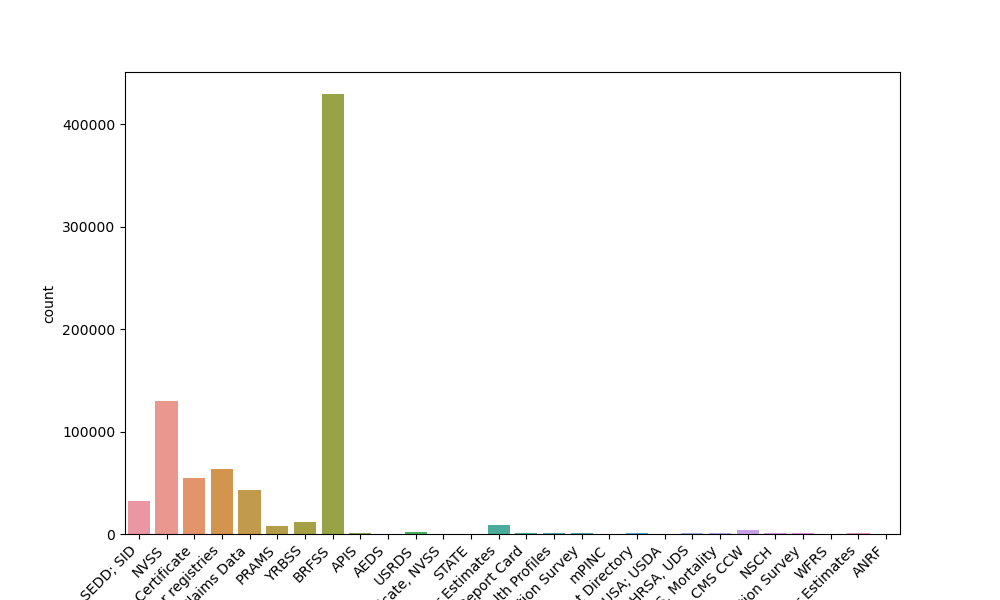 400000
300000
200000
100000
0
count
SEDD; SID
NVSS
Certificate
registries
Claims Data
PRAMS
YRBSS
BRFSS
APIS
AEDS
USRDS
NVSS
STATE
Estimates
Report Card
Profiles
Survey
mPINC
Directory
USA; USDA
HRSA, UDS
Mortality
CMS CCW
NSCH
Survey
WFRS
Estimates
ANRF